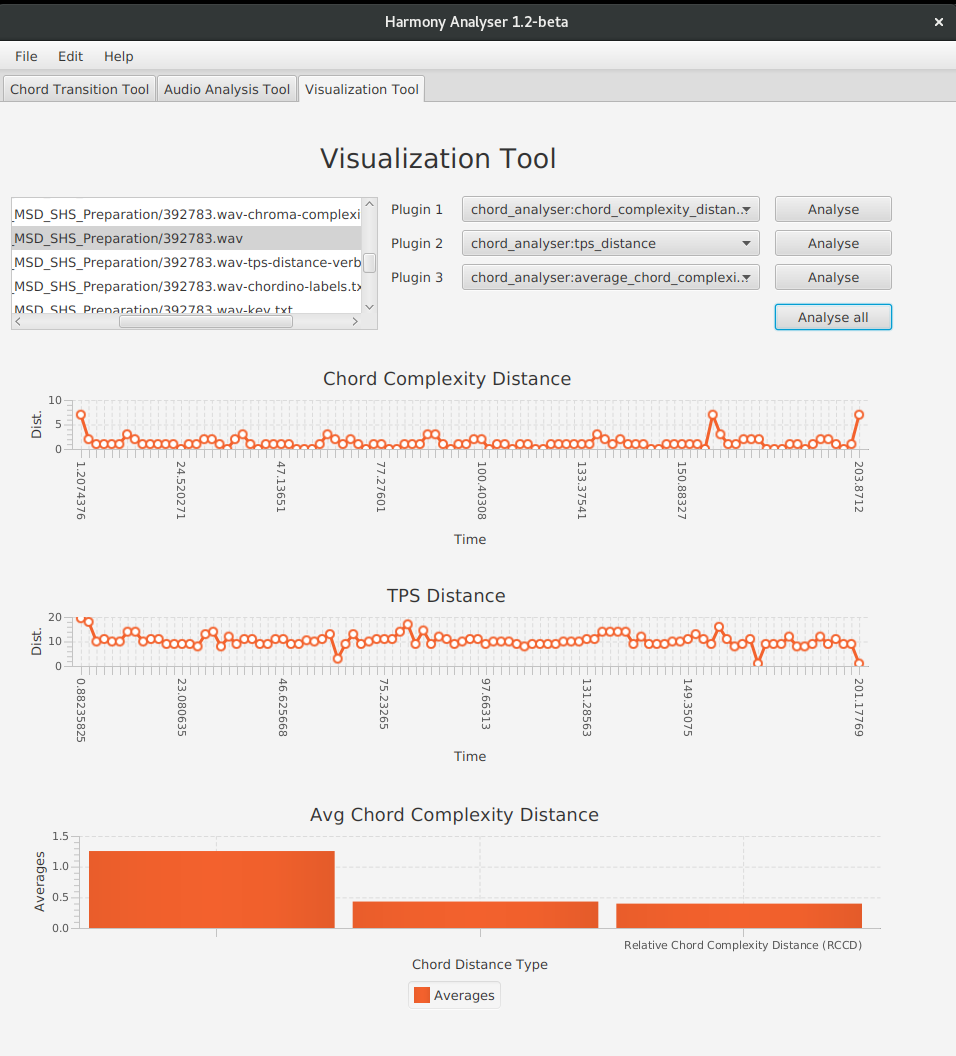 Harmony Analyser 1.2-beta ×
File Edit Help
Chord Transition Tool Audio Analysis Tool Visualization Tool
Visualization Tool
_MSD_SHS_Preparation/392783.wav-chroma-complexi
_MSD_SHS_Preparation/392783.wav
_MSD_SHS_Preparation/392783.wav-tps-distance-verb
_MSD_SHS_Preparation/392783.wav-chordino-labels.tx
_MSD_SHS_Preparation/392783.wav-key.txt
Plugin 1 chord_analyser:chord_complexity_distan... Analyse
Plugin 2 chord_analyser:tps_distance Analyse
Plugin 3 chord_analyser:average_chord_complexi... Analyse
Analyse all
Chord Complexity Distance
Dist.
10
5
0
1.2074376 24.520271 47.13651 77.27601 100.40308 133.37541 150.88327 203.8712
Time
TPS Distance
Dist.
20
10
0
0.88235825 23.080635 46.625668 75.23265 97.66313 131.28563 149.35075 201.17769
Time
Avg Chord Complexity Distance
Averages
1.5
1.0
0.5
0.0
Relative Chord Complexity Distance (RCCD)
Chord Distance Type
Averages